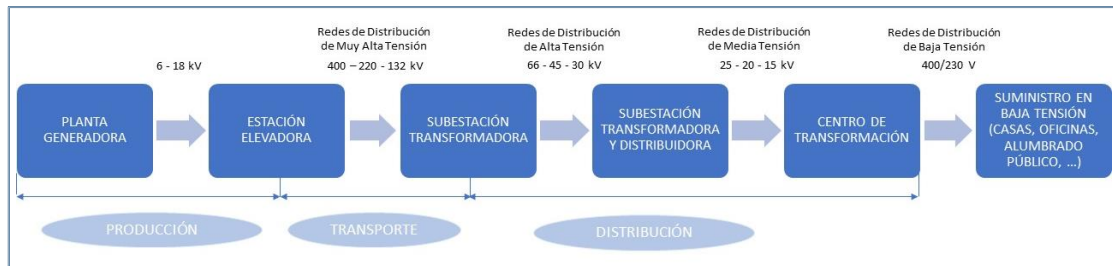 Redes de Distribución
de Muy Alta Tensión
Redes de Distribución
de Alta Tensión
Redes de Distribución
de Media Tensión
Redes de Distribución
de Baja Tensión
6 - 18 kV
400 – 220 - 132 kV
66 - 45 - 30 kV
25 - 20 - 15 kV
400/230 V
PLANTA
GENERADORA
ESTACIÓN
ELEVADORA
SUBESTACIÓN
TRANSFORMADORA
SUBESTACIÓN
TRANSFORMADORA
Y DISTRIBUIDORA
CENTRO DE
TRANSFORMACIÓN
SUMINISTRO EN
BAJA TENSIÓN
(CASAS, OFICINAS,
ALUMBRADO
PÚBLICO, ...)
PRODUCCIÓN
TRANSPORTE
DISTRIBUCIÓN